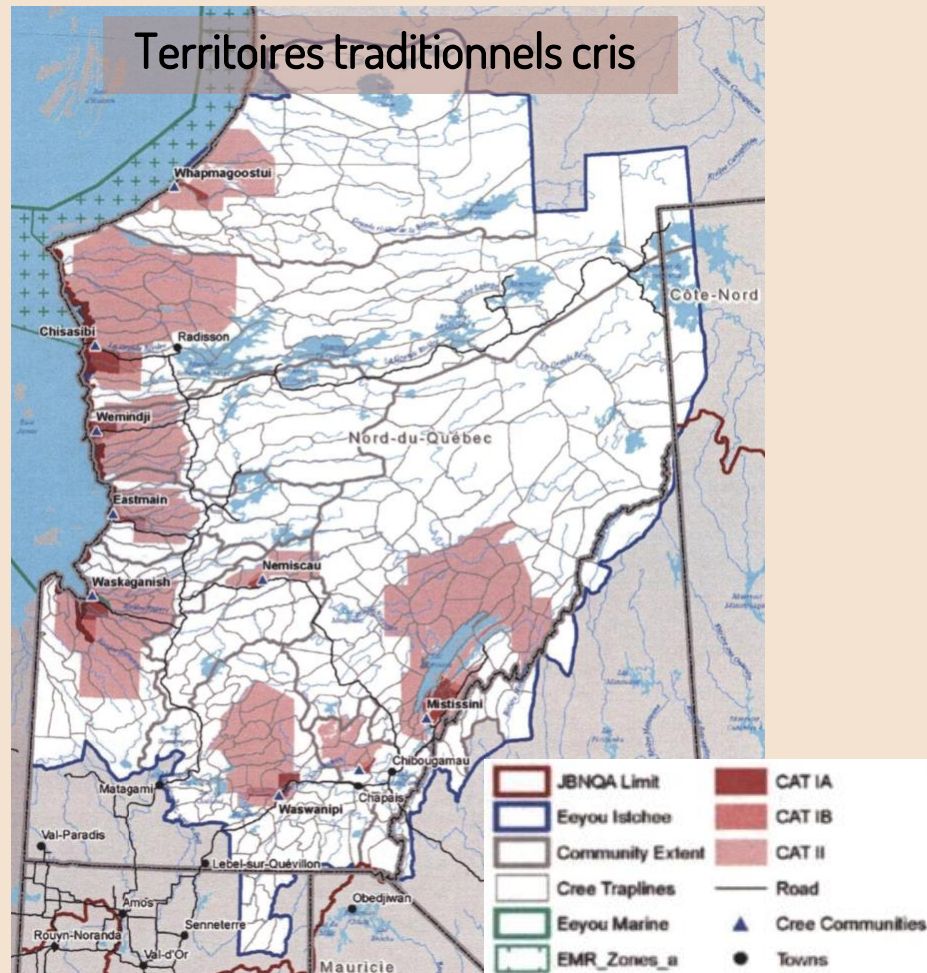 Territoires traditionnels cris
Whapmagoostui
Côte-Nord
Chisasibi
Radisson
Wemindji
Nord-du-Québec
Eastmain
Nemiscau
Waskaganish
Mistissini
Chibougamau
Matagami
Chapais
Waswanipi
Val-Paradis
Lebel-sur-Quévillon
Amos
Obedjiwan
Senneterre
Rouyn-Noranda
Val-d'Or
Mauricie
JBNQA Limit
Eeyou Istchee
Community Extent
Cree Traplines
Eeyou Marine
EMR_Zones_a
CAT IA
CAT IB
CAT II
Road
Cree Communities
Towns